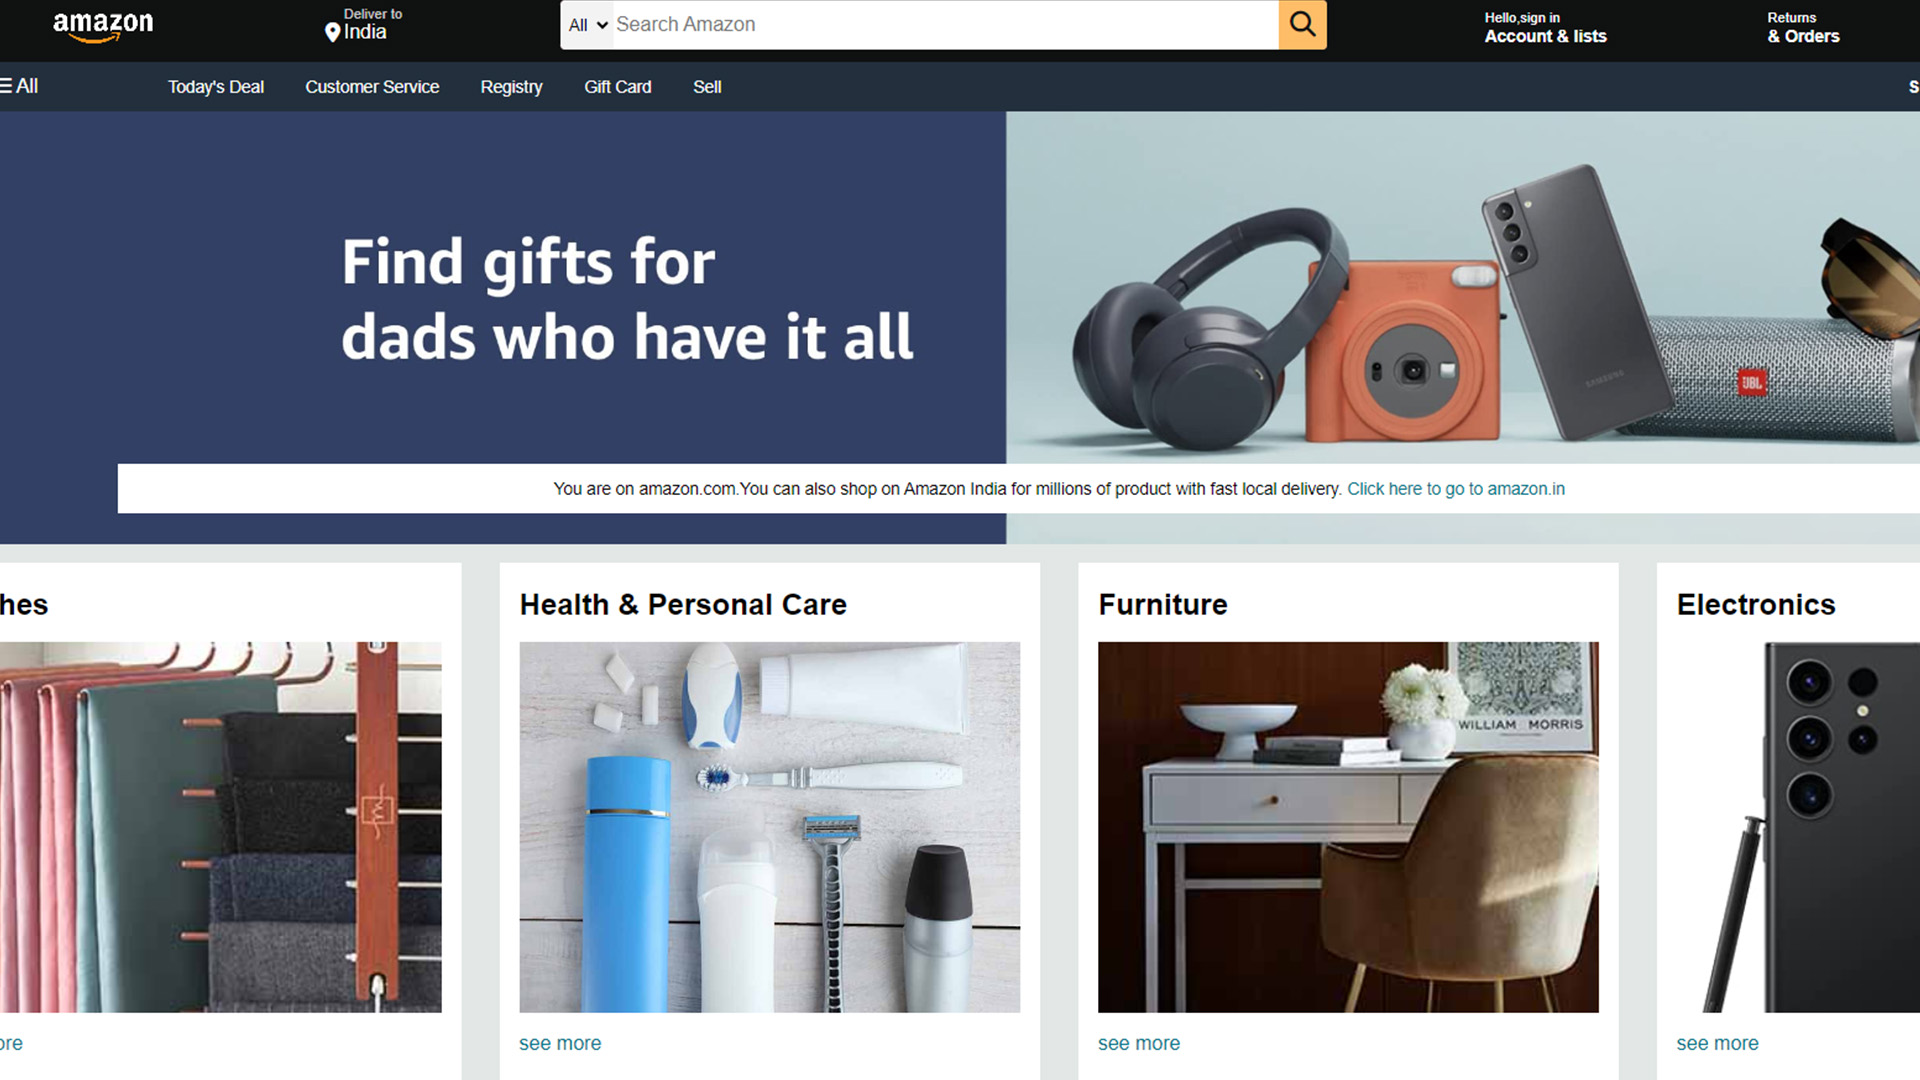 amazon
Deliver to
India
All
Search Amazon
Hello,sign in
Account & lists
Returns
& Orders
All
Today's Deal
Customer Service
Registry
Gift Card
Sell
S
Find gifts for
dads who have it all
SAMSUNG
JBL
You are on amazon.com.You can also shop on Amazon India for millions of product with fast local delivery. Click here to go to amazon.in
hes
Health & Personal Care
Furniture
Electronics
WILLIAM MORRIS
ore
see more
see more
see more